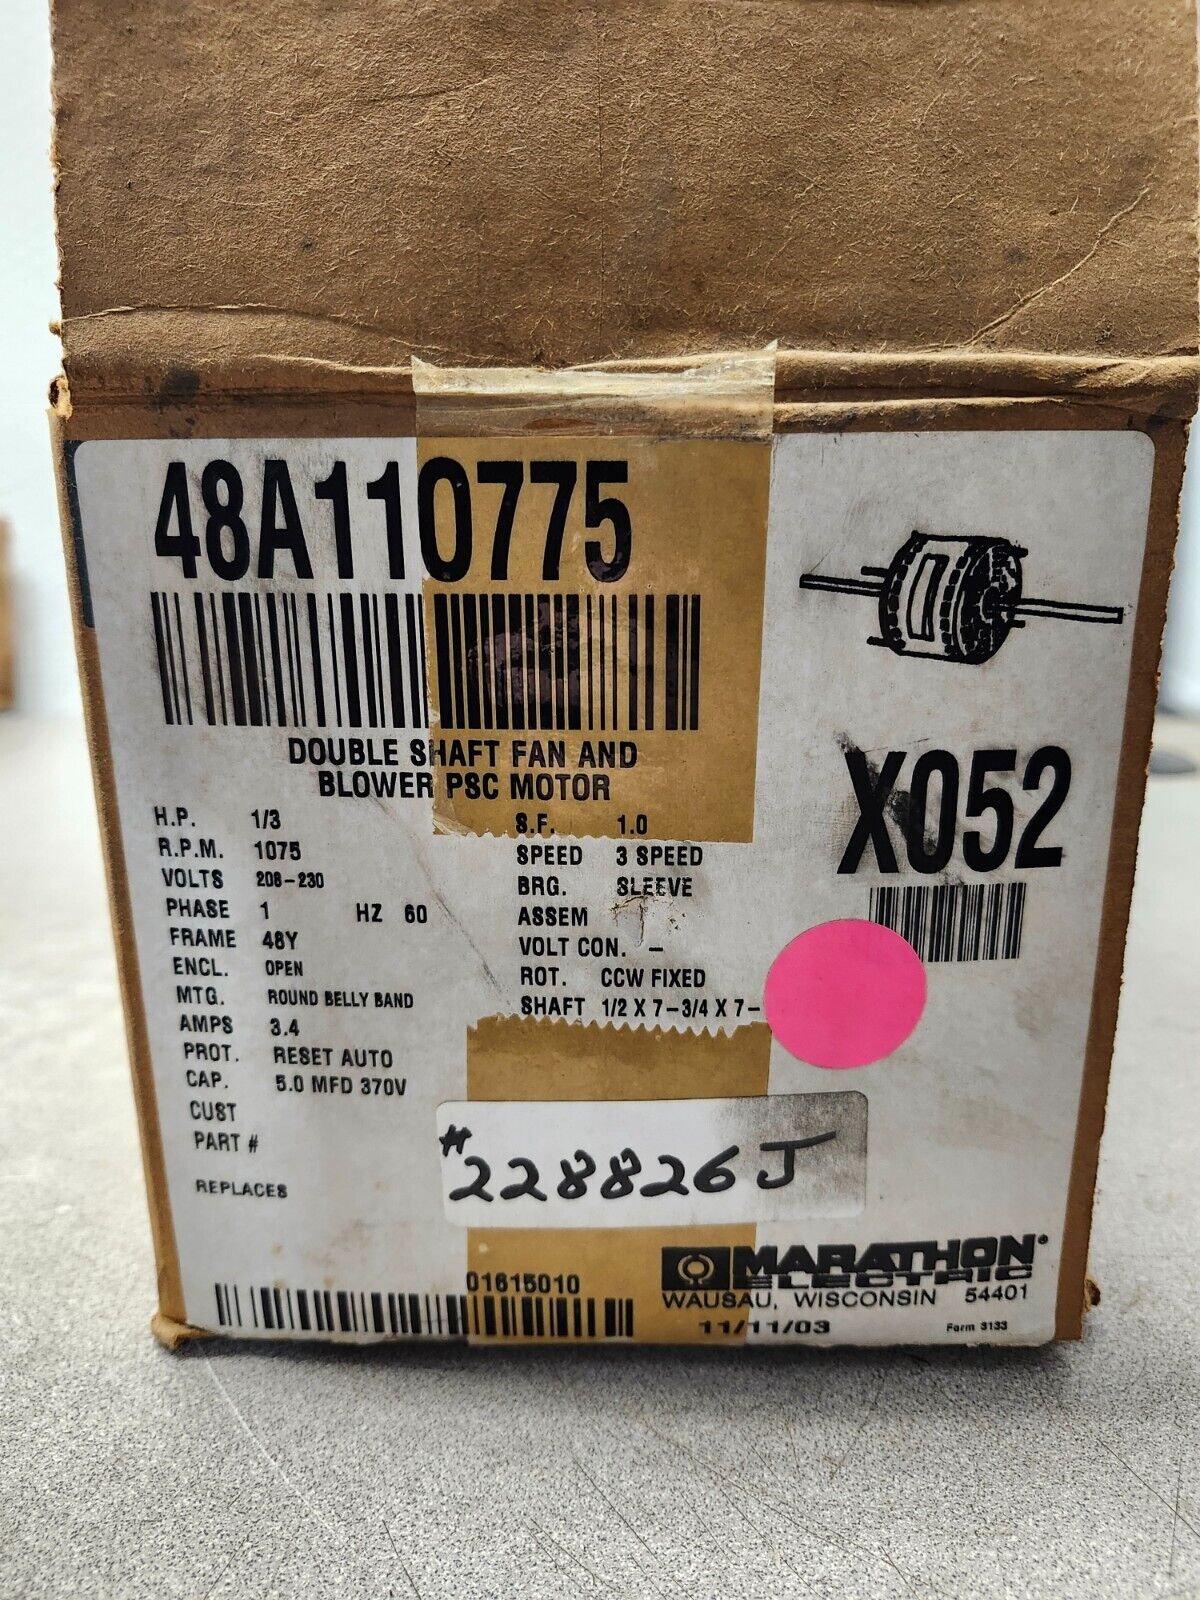 48A110775
DOUBLE SHAFT FAN AND
BLOWER PSC MOTOR
X052
H.P. 1/3
R.P.M. 1075
VOLTS 208-230
PHASE 1 HZ 60
FRAME 48Y
ENCL. OPEN
MTG. ROUND BELLY BAND
AMPS 3.4
PROT. RESET AUTO
CAP. 5.0 MFD 370V
CUST
PART #
REPLACES
S.F. 1.0
SPEED 3 SPEED
BRG. SLEEVE
ASSEM
VOLT CON. -
ROT. CCW FIXED
SHAFT 1/2 X 7-3/4 X 7-
#228826J
01615010
MARATHON®
ELECTRIC
WAUSAU, WISCONSIN 54401
11/11/03 Form 3133